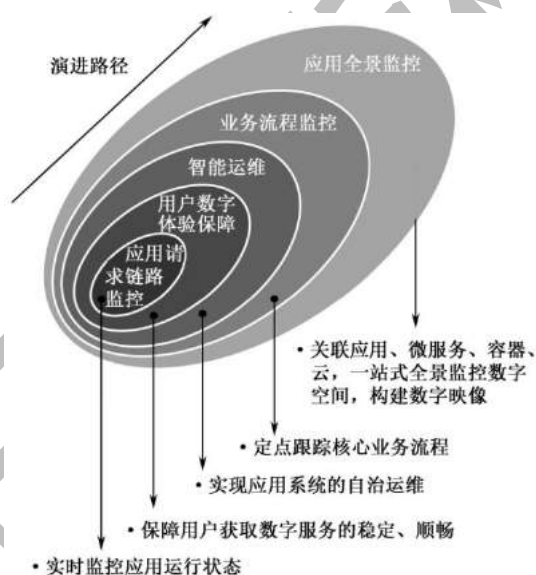 演进路径
应用全景监控
业务流程监控
智能运维
用户数字
体验保障
应用请
求链路
监控
•关联应用、微服务、容器、
云，一站式全景监控数字
空间，构建数字映像
•定点跟踪核心业务流程
•实现应用系统的自治运维
•保障用户获取数字服务的稳定、顺畅
•实时监控应用运行状态